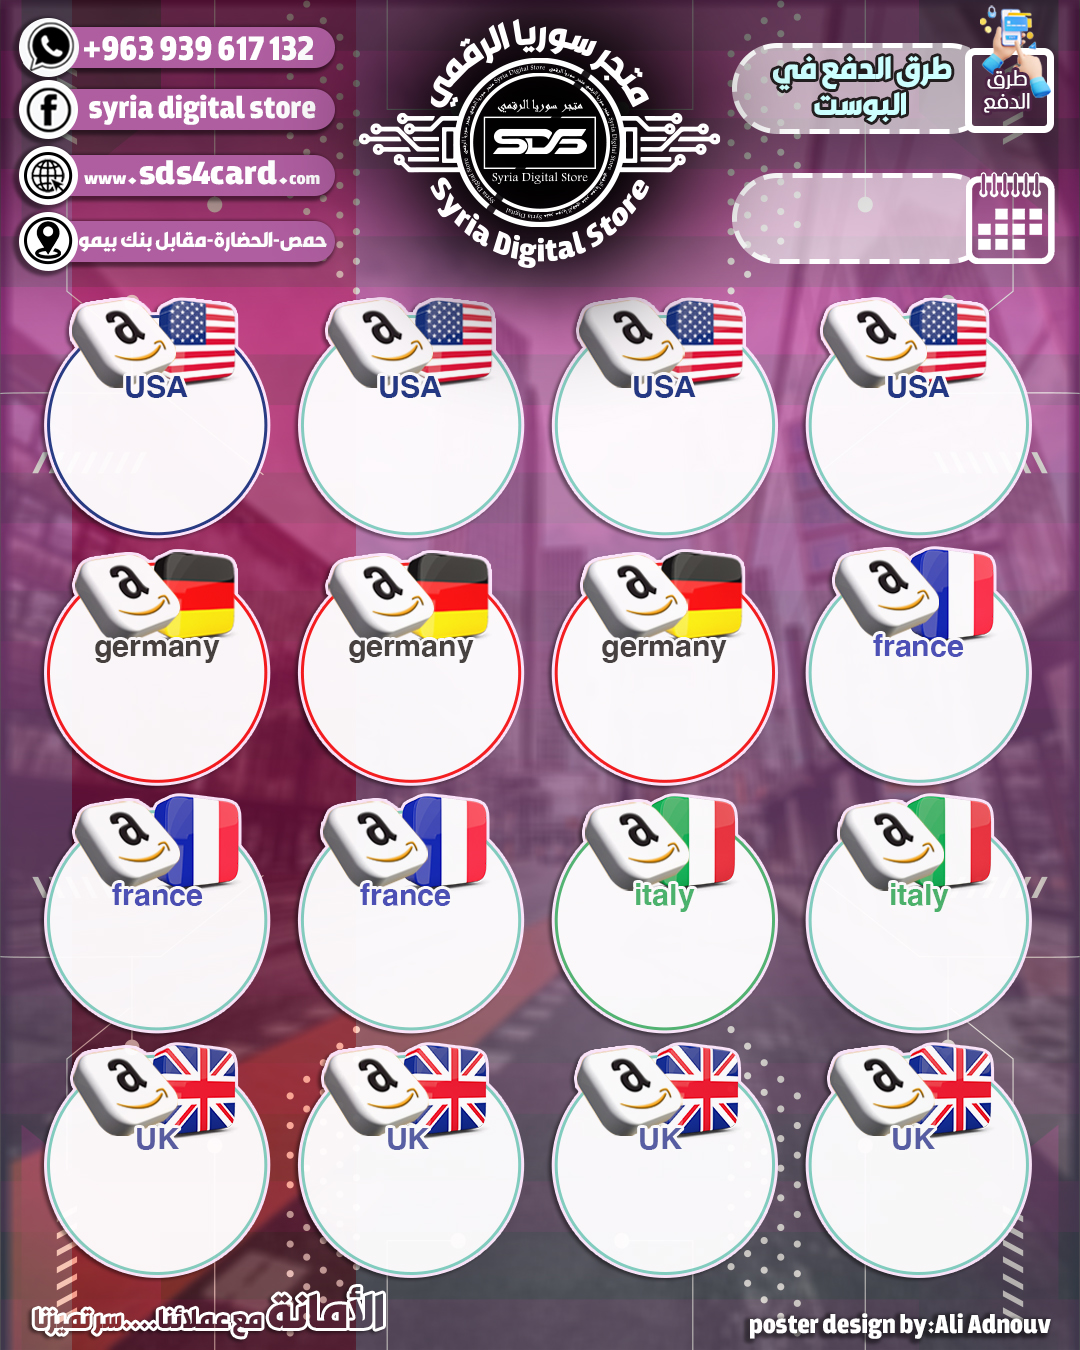 +963 939 617 132
syria digital store
www.sds4card.com
حمص-الحضارة-مقابل بنك بيمو
متجر سوريا الرقمي
متجر سوريا الرقمي
SDS
Syria Digital Store
Syria Digital Store
طرق الدفع في
البوست
طرق
الدفع
a USA
a USA
a USA
a USA
a germany
a germany
a germany
a france
a france
a france
a italy
a italy
a UK
a UK
a UK
a UK
الأمانة مع عملائنا....سر تميزنا
poster design by:Ali Adnouv